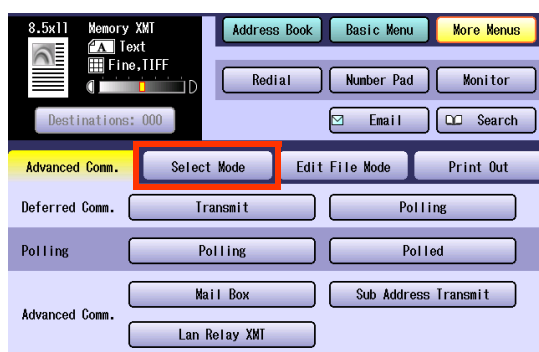 8.5x11 Memory XMT
A Text
Fine,TIFF
D
Destinations: 000
Address Book Basic Menu More Menus
Redial Number Pad Monitor
Email Search
Advanced Comm. Select Mode Edit File Mode Print Out
Deferred Comm. Transmit Polling
Polling Polling Polled
Advanced Comm. Mail Box Sub Address Transmit
Lan Relay XMT